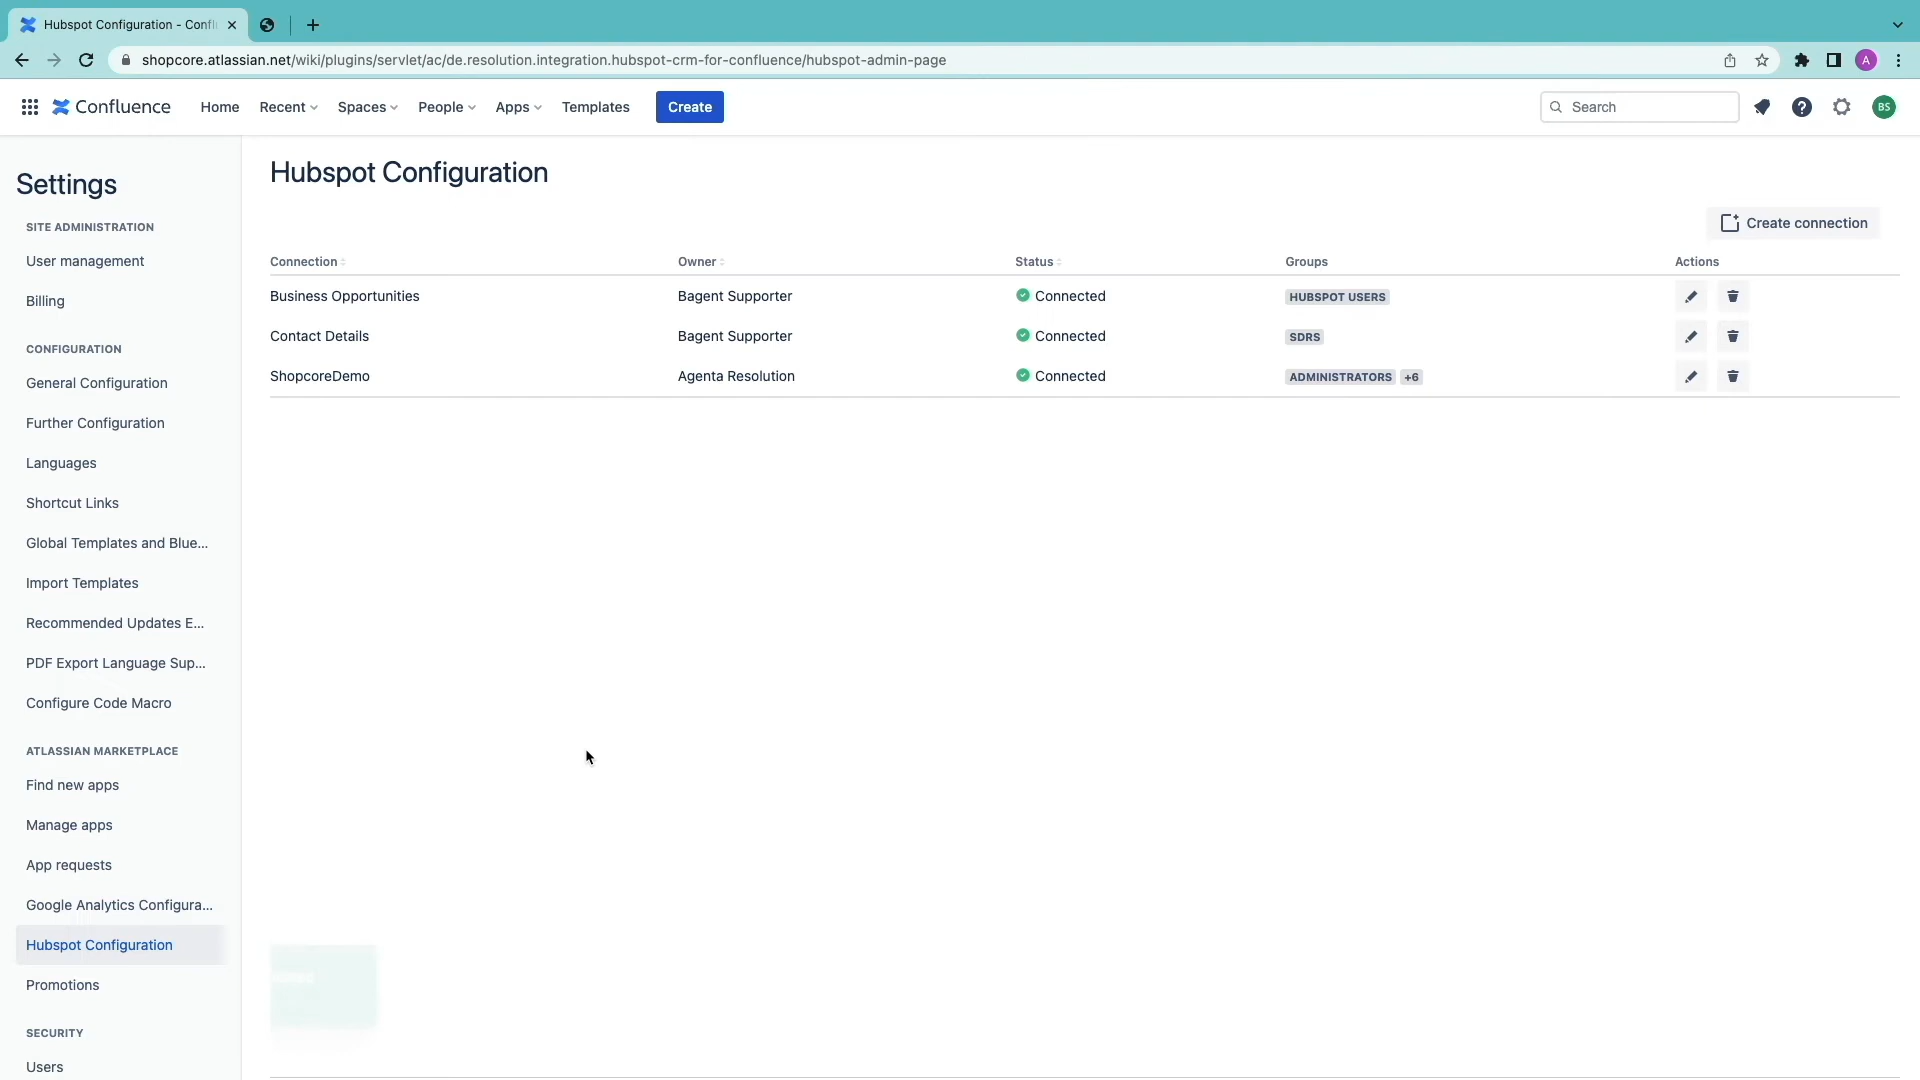 Hubspot Configuration - Confl
shopcore.atlassian.net/wiki/plugins/servlet/ac/de.resolution.integration.hubspot-crm-for-confluence/hubspot-admin-page
A
Confluence Home Recent Spaces People Apps Templates Create Search BS
Settings
SITE ADMINISTRATION
User management
Billing
CONFIGURATION
General Configuration
Further Configuration
Languages
Shortcut Links
Global Templates and Blue...
Import Templates
Recommended Updates E...
PDF Export Language Sup...
Configure Code Macro
ATLASSIAN MARKETPLACE
Find new apps
Manage apps
App requests
Google Analytics Configura...
Hubspot Configuration
Promotions
SECURITY
Users
Hubspot Configuration
Create connection
Connection Owner Status Groups Actions
Business Opportunities Bagent Supporter Connected HUBSPOT USERS
Contact Details Bagent Supporter Connected SDRS
ShopcoreDemo Agenta Resolution Connected ADMINISTRATORS +6